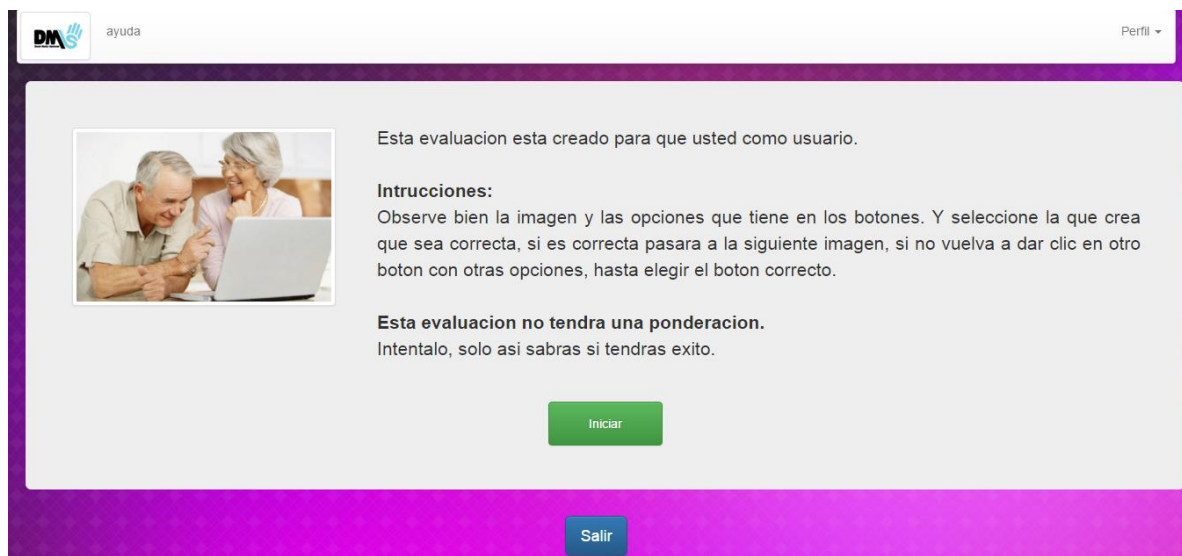 DMS
ayuda
Perfil
Esta evaluacion esta creado para que usted como usuario.
Intrucciones:
Observe bien la imagen y las opciones que tiene en los botones. Y seleccione la que crea
que sea correcta, si es correcta pasara a la siguiente imagen, si no vuelva a dar clic en otro
boton con otras opciones, hasta elegir el boton correcto.
Esta evaluacion no tendra una ponderacion.
Intentalo, solo asi sabras si tendras exito.
Iniciar
Salir